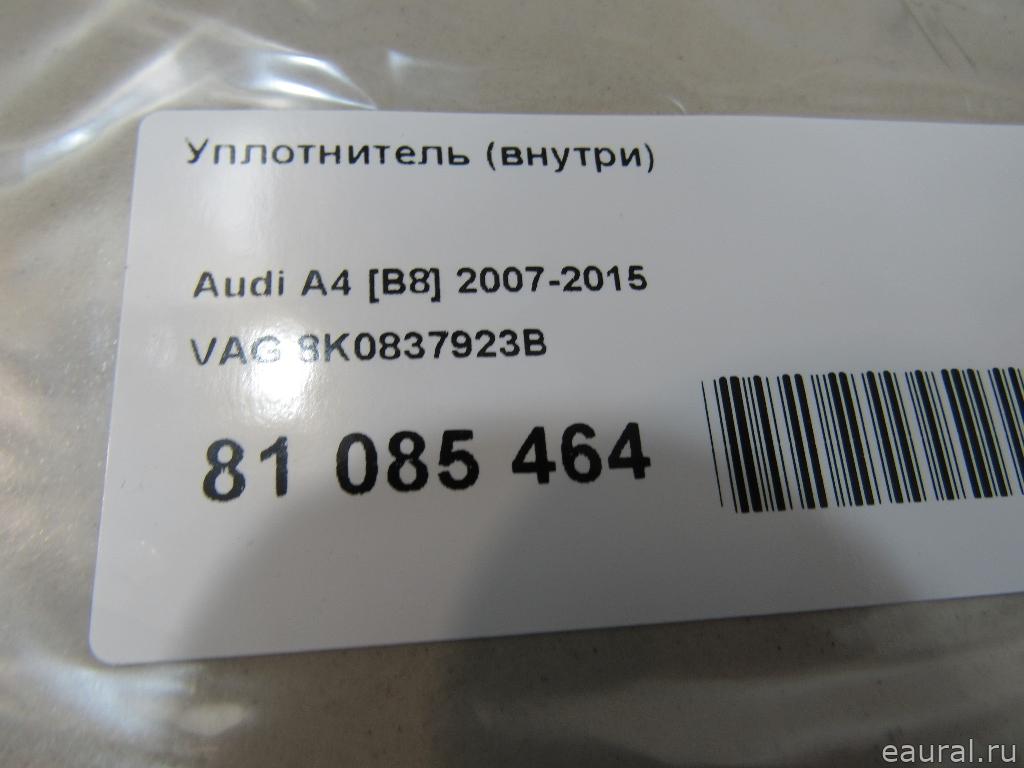 Уплотнитель (внутри)
Audi A4 [B8] 2007-2015
VAG 8K0837923B
81 085 464
eaural.ru